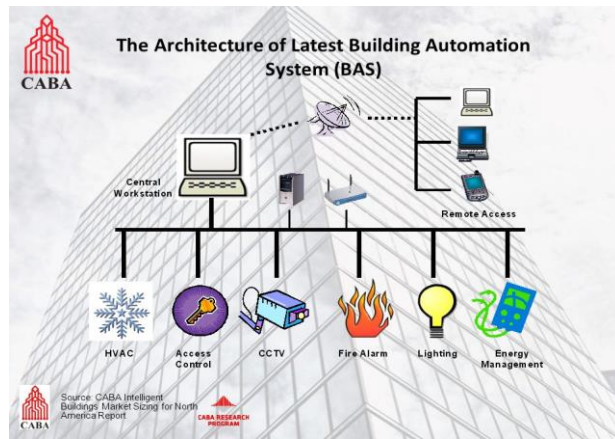 The Architecture of Latest Building Automation
System (BAS)
CABA
Central
Workstation
Remote Access
HVAC
Access
Control
CCTV
Fire Alarm
Lighting
Energy
Management
CABA
Source: CABA Intelligent
Buildings Market Sizing for North
America Report
CABA RESEARCH
PROGRAM